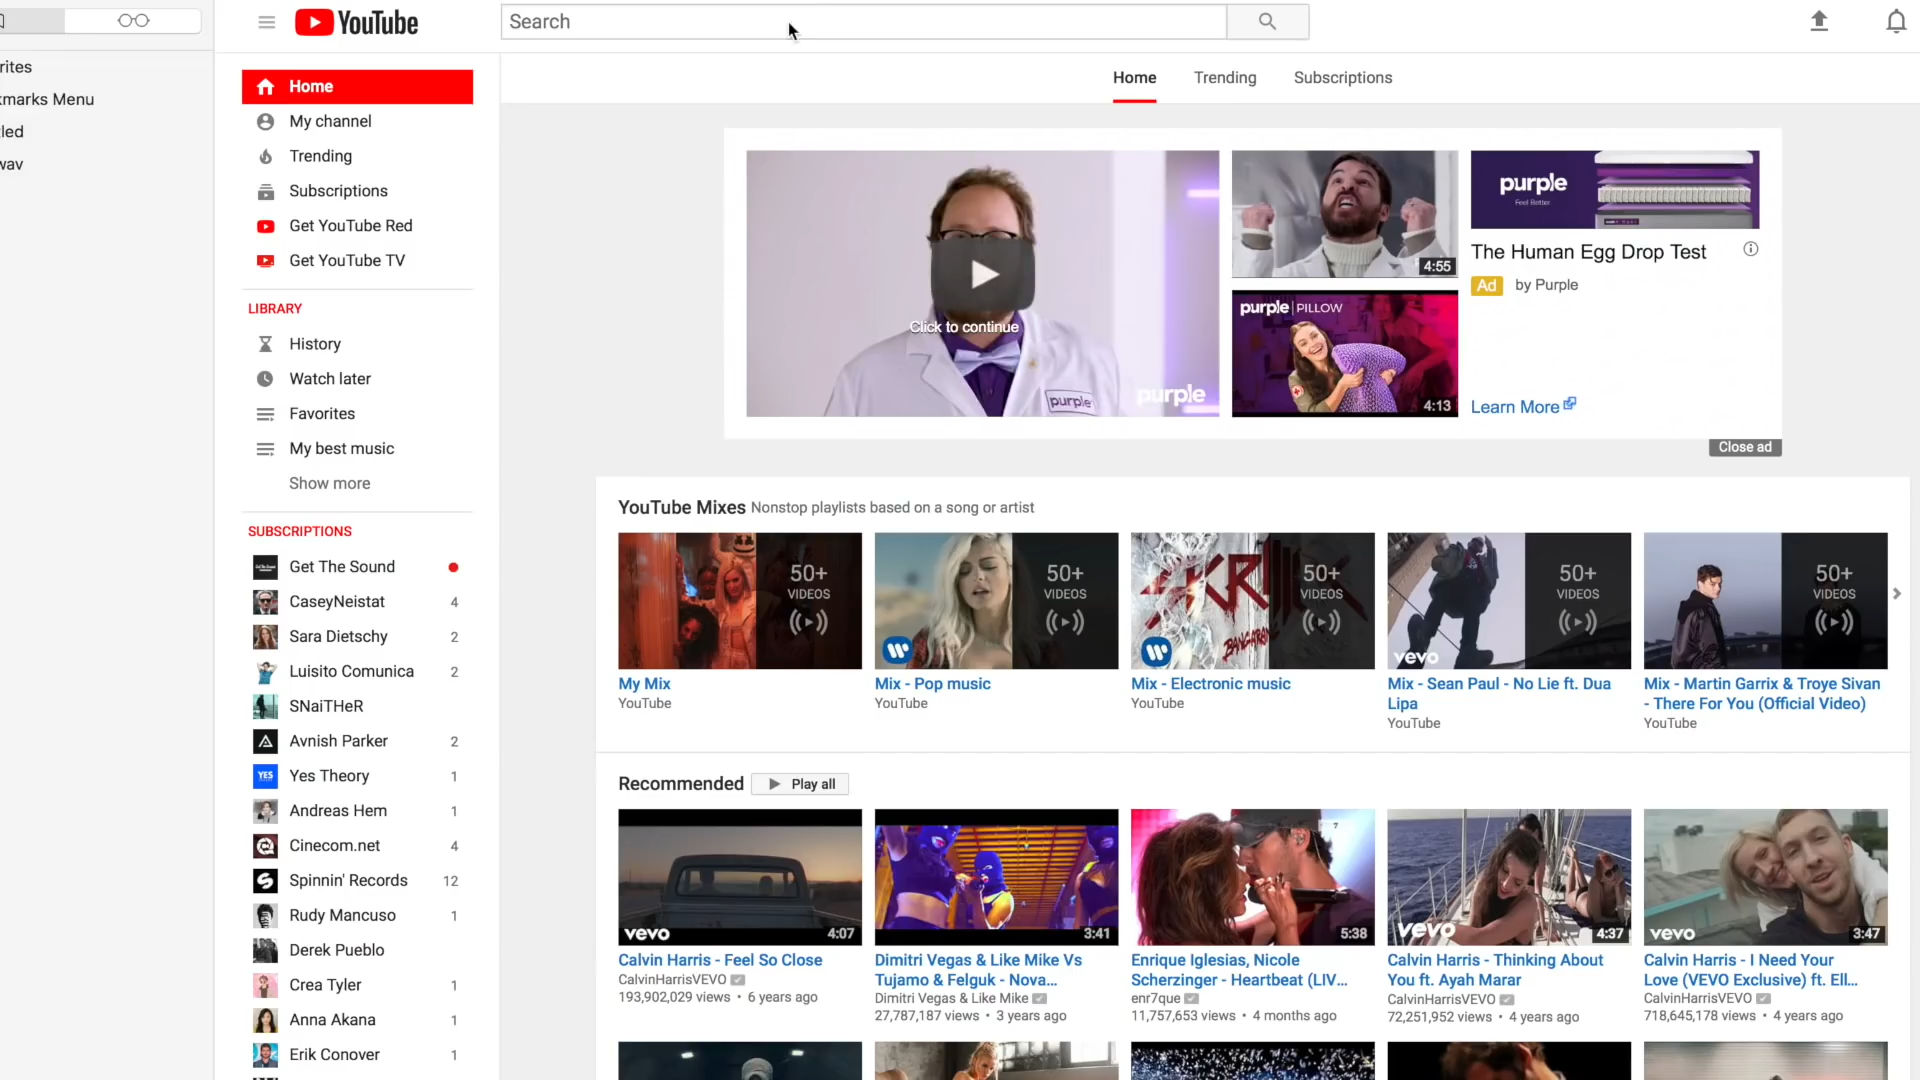 YouTube
Search
rites
kmarks Menu
led
wav
Home
My channel
Trending
Subscriptions
Get YouTube Red
Get YouTube TV
LIBRARY
History
Watch later
Favorites
My best music
Show more
SUBSCRIPTIONS
Get The Sound
CaseyNeistat 4
Sara Dietschy 2
Luisito Comunica 2
SNaiTHeR
Avnish Parker 2
YES Yes Theory 1
Andreas Hem 1
Cinecom.net 4
Spinnin' Records 12
Rudy Mancuso 1
Derek Pueblo
Crea Tyler 1
Anna Akana 1
Erik Conover 1
Home Trending Subscriptions
Click to continue
purple
purple
4:55
purple PILLOW
4:13
purple
Feel Better
The Human Egg Drop Test
Ad by Purple
Learn More
Close ad
YouTube Mixes Nonstop playlists based on a song or artist
50+
VIDEOS
My Mix
YouTube
50+
VIDEOS
Mix - Pop music
YouTube
SKRILLEX
BANGARANG
50+
VIDEOS
Mix - Electronic music
YouTube
50+
VIDEOS
vevo
Mix - Sean Paul - No Lie ft. Dua
Lipa
YouTube
50+
VIDEOS
Mix - Martin Garrix & Troye Sivan
- There For You (Official Video)
YouTube
Recommended Play all
vevo 4:07
Calvin Harris - Feel So Close
CalvinHarrisVEVO
193,902,029 views • 6 years ago
3:41
Dimitri Vegas & Like Mike Vs
Tujamo & Felguk - Nova...
Dimitri Vegas & Like Mike
27,787,187 views • 3 years ago
5:38
Enrique Iglesias, Nicole
Scherzinger - Heartbeat (LIV...
enr7que
11,757,653 views • 4 months ago
vevo 4:37
Calvin Harris - Thinking About
You ft. Ayah Marar
CalvinHarrisVEVO
72,251,952 views • 4 years ago
vevo 3:47
Calvin Harris - I Need Your
Love (VEVO Exclusive) ft. Ell...
CalvinHarrisVEVO
718,645,178 views • 4 years ago